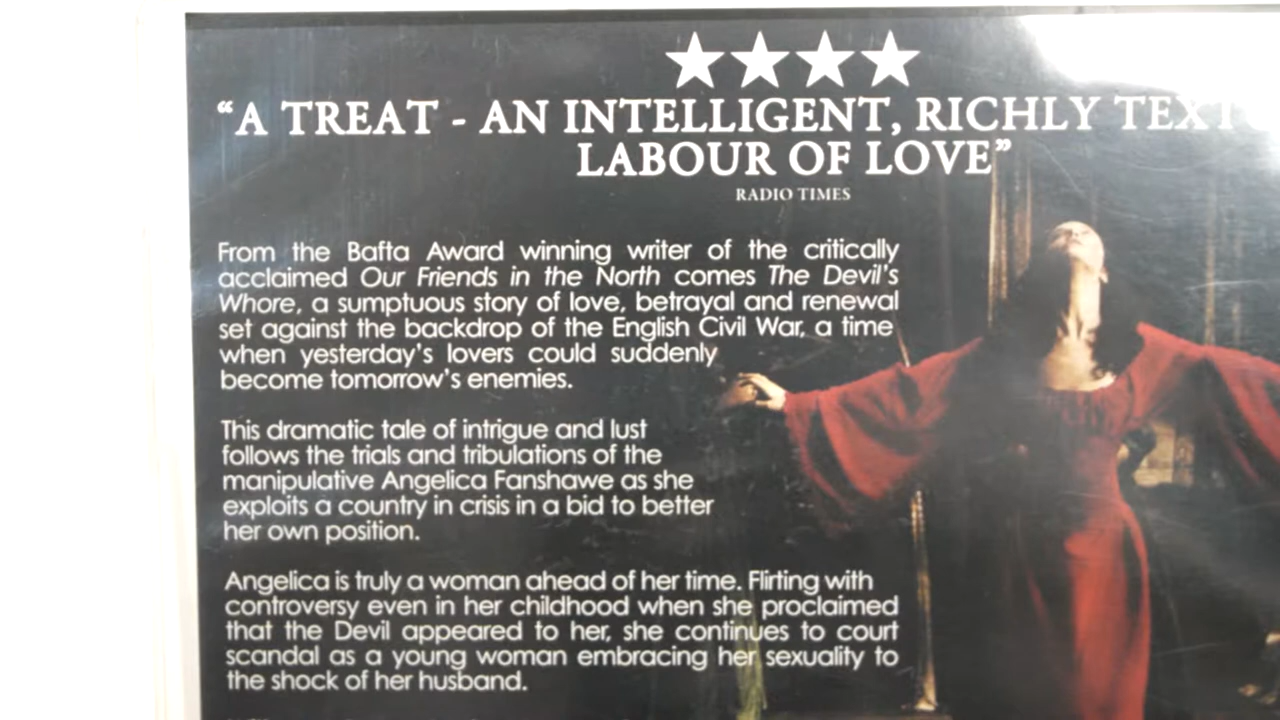 “A TREAT - AN INTELLIGENT, RICHLY
LABOUR OF LOVE”
RADIO TIMES
From the Bafta Award winning writer of the critically
acclaimed Our Friends in the North comes The Devil's
Whore, a sumptuous story of love, betrayal and renewal
set against the backdrop of the English Civil War, a time
when yesterday's lovers could suddenly
become tomorrow's enemies.
This dramatic tale of intrigue and lust
follows the trials and tribulations of the
manipulative Angelica Fanshawe as she
exploits a country in crisis in a bid to better
her own position.
Angelica is truly a woman ahead of her time. Flirting with
controversy even in her childhood when she proclaimed
that the Devil appeared to her, she continues to court
scandal as a young woman embracing her sexuality to
the shock of her husband.